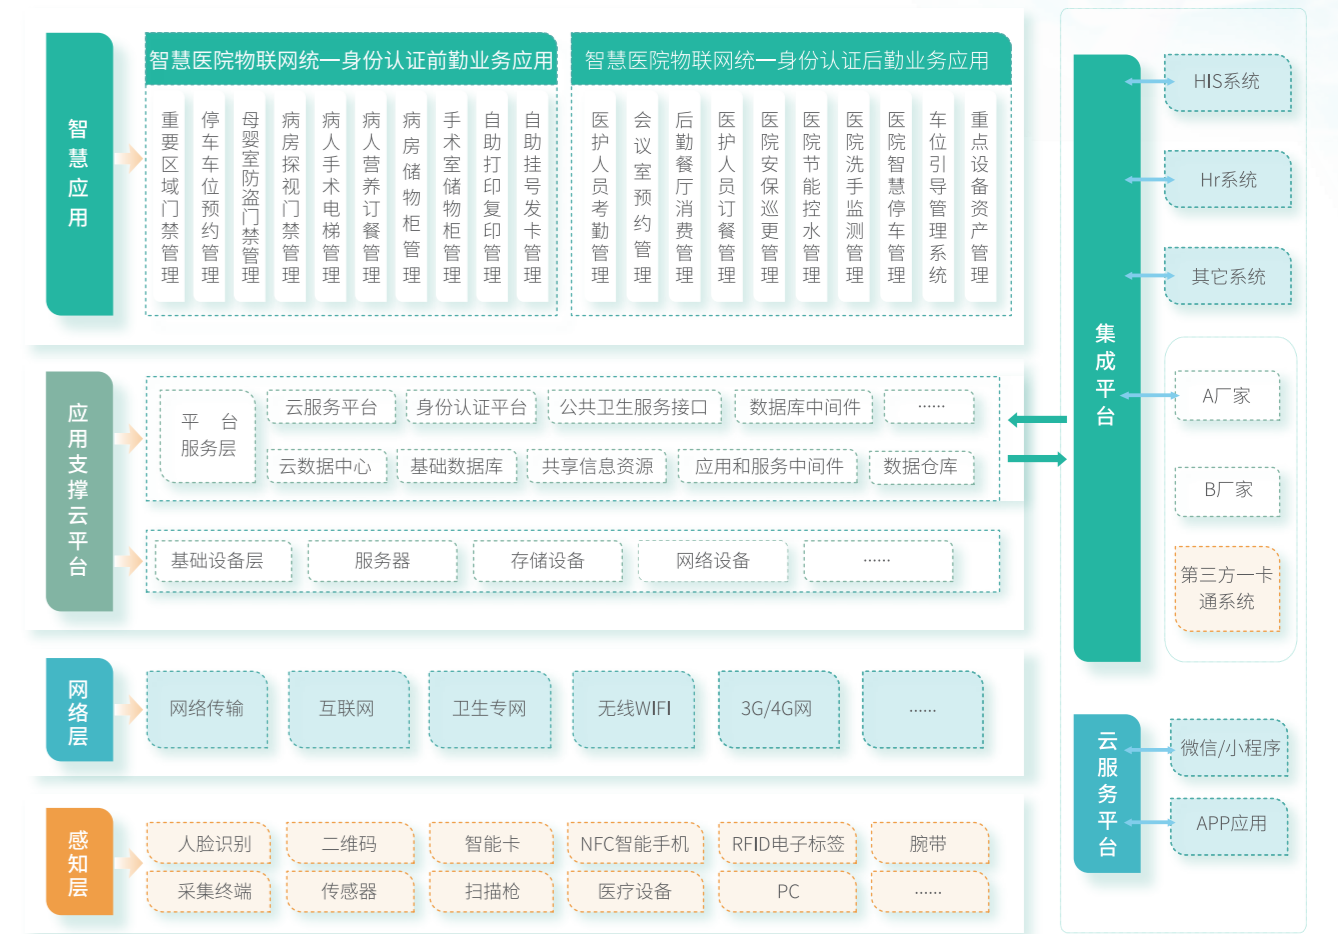 智慧应用
智慧医院物联网统一身份认证前勤业务应用
重要区域门禁管理
停车车位预约管理
母婴室防盗门禁管理
病房探视门禁管理
病人手术电梯管理
病人营养订餐管理
病房储物柜管理
手术室储物柜管理
自助打印复印管理
自助挂号发卡管理
智慧医院物联网统一身份认证后勤业务应用
医护人员考勤管理
会议室预约管理
后勤餐厅消费管理
医护人员订餐管理
医院安保巡更管理
医院节能控水管理
医院洗手监测管理
医院智慧停车管理
车位引导管理系统
重点设备资产管理
应用支撑云平台
平 台
服务层
云服务平台
身份认证平台
公共卫生服务接口
数据库中间件
......
云数据中心
基础数据库
共享信息资源
应用和服务中间件
数据仓库
基础设备层
服务器
存储设备
网络设备
......
网络层
网络传输
互联网
卫生专网
无线WIFI
3G/4G网
......
感知层
人脸识别
二维码
智能卡
NFC智能手机
RFID电子标签
腕带
采集终端
传感器
扫描枪
医疗设备
PC
......
集成平台
HIS系统
Hr系统
其它系统
A厂家
B厂家
第三方一卡
通系统
云服务平台
微信/小程序
APP应用